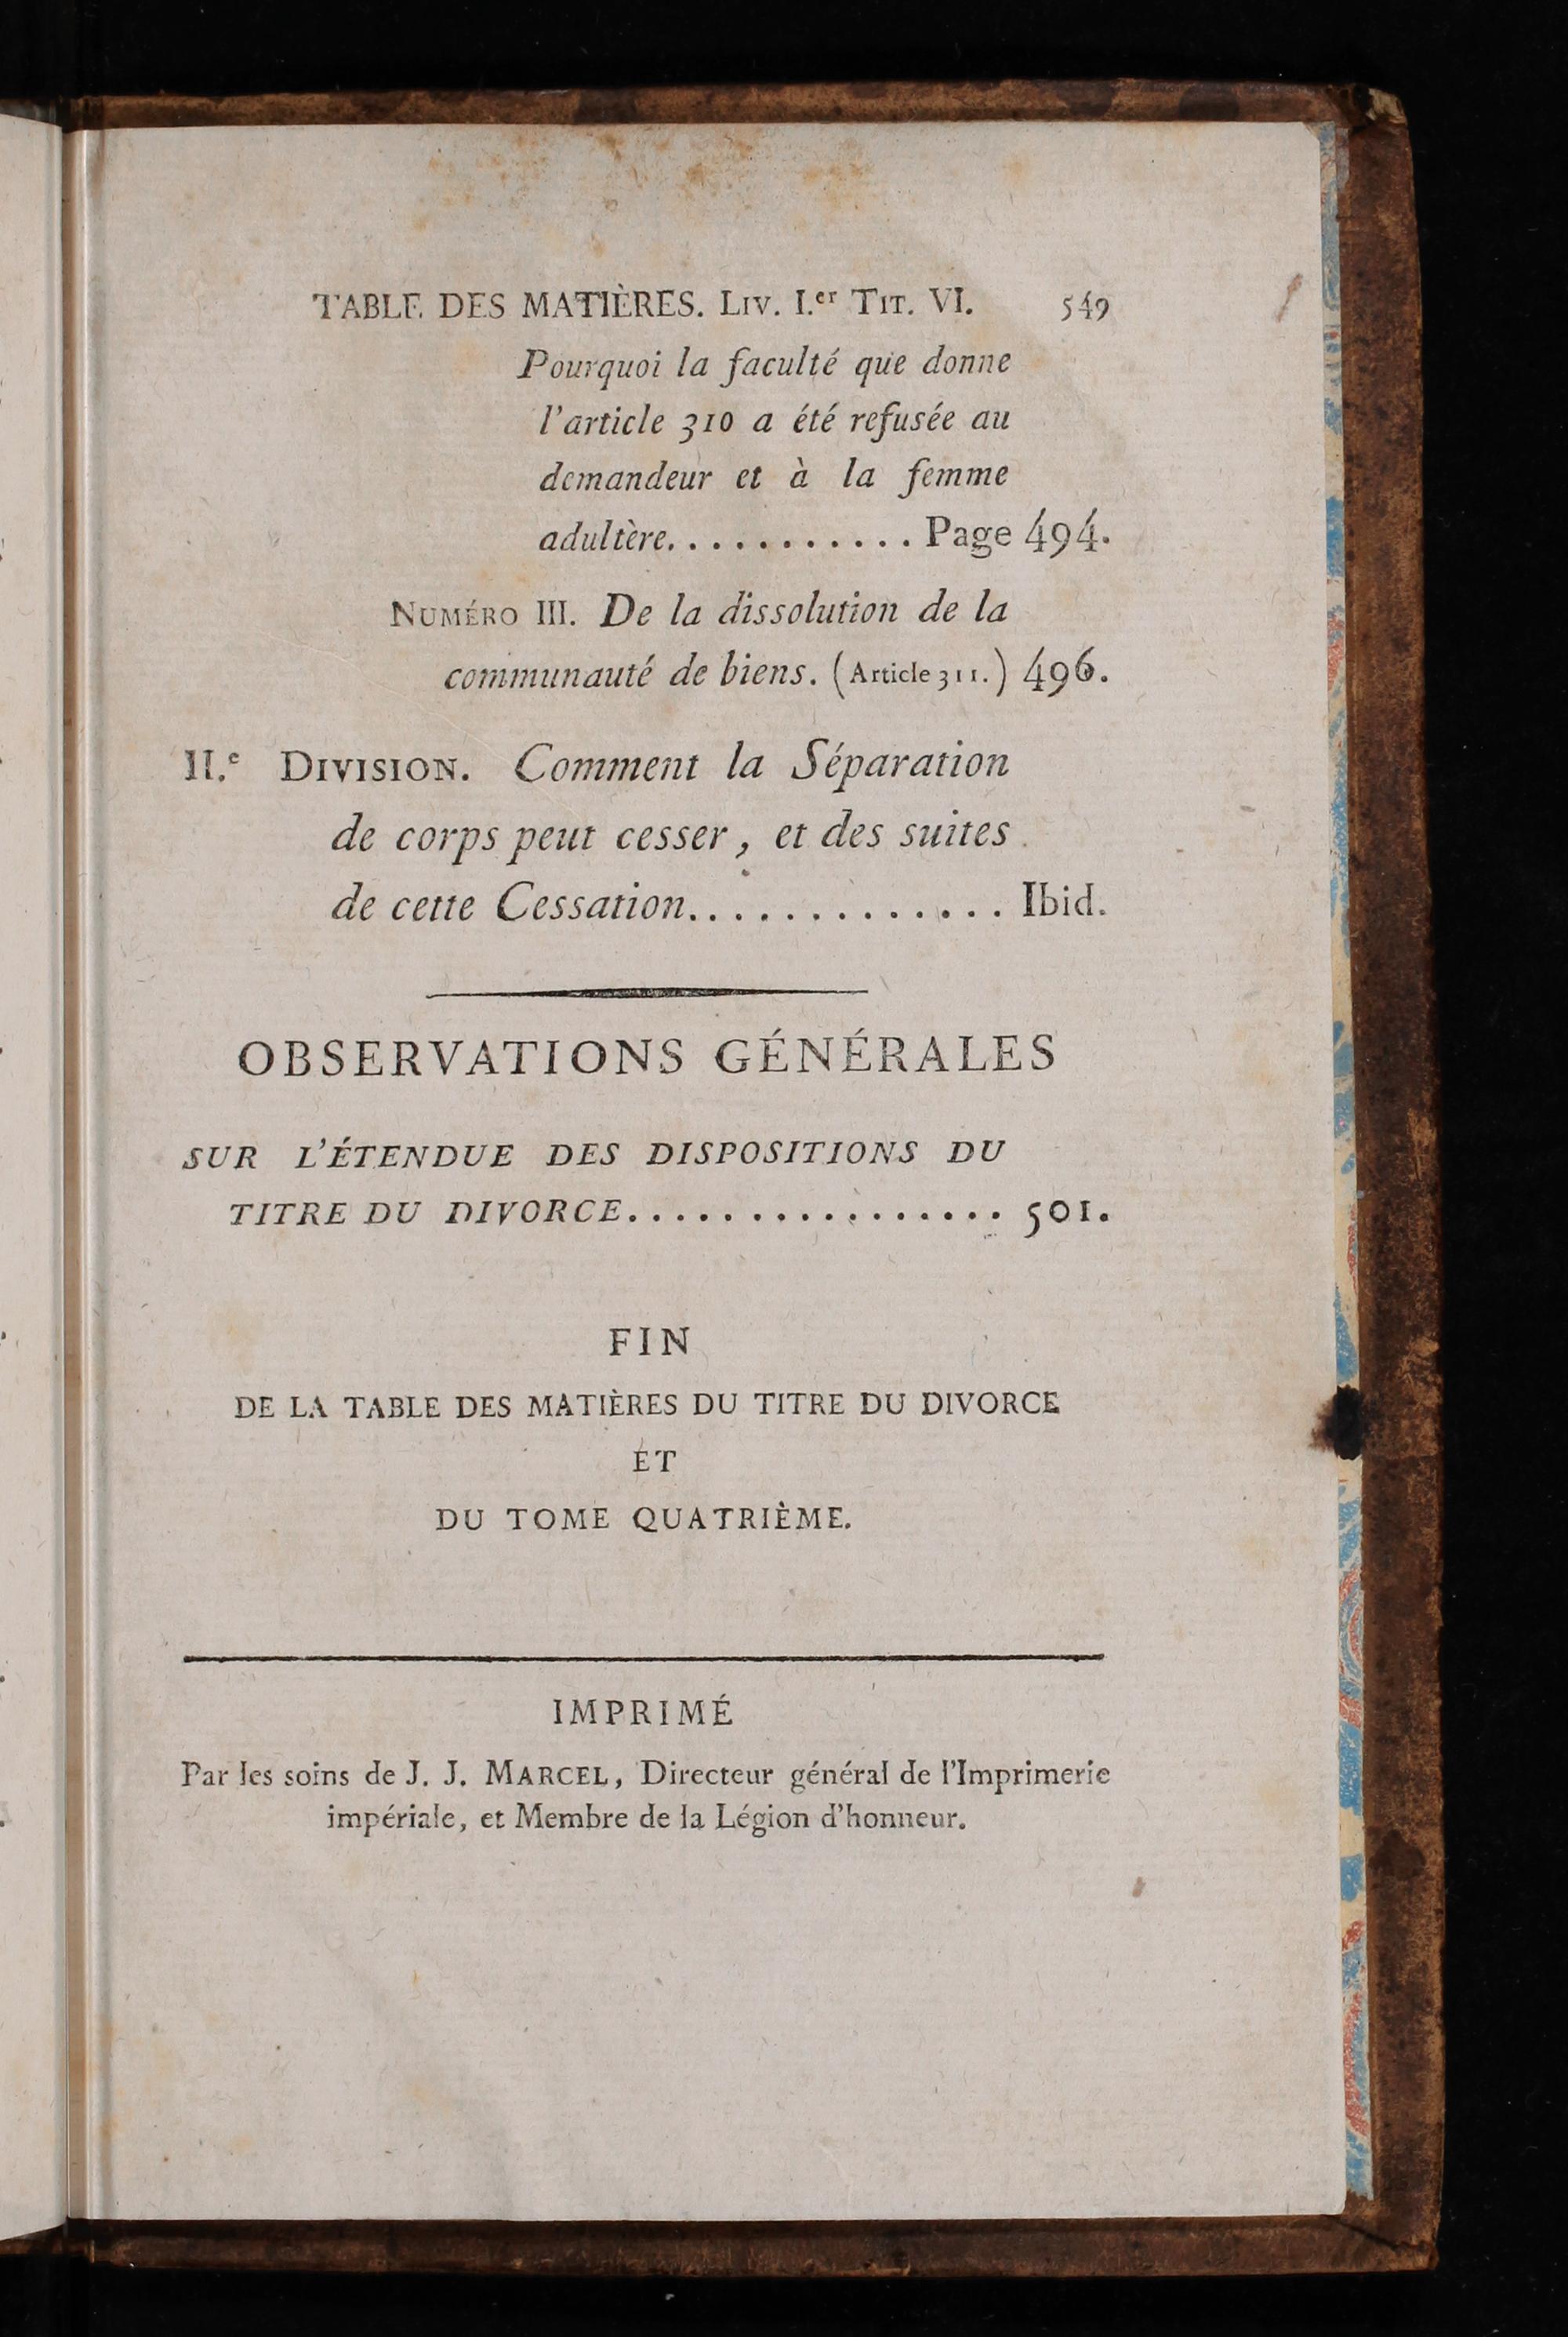 TABLE DES MATIÈRES. Liv. I.er Tit. VI. 549
Pourquoi la faculté que donne
l'article 310 a été refusée au
demandeur et à la femme
adultère............ Page 494.
Numéro III. De la dissolution de la
communauté de biens. (Article 311.) 496.
II.e Division. Comment la Séparation
de corps peut cesser, et des suites
de cette Cessation.............. Ibid.
OBSERVATIONS GÉNÉRALES
SUR L'ÉTENDUE DES DISPOSITIONS DU
TITRE DU DIVORCE................. 501.
FIN
DE LA TABLE DES MATIÈRES DU TITRE DU DIVORCE
ET
DU TOME QUATRIÈME.
IMPRIMÉ
Par les soins de J. J. Marcel, Directeur général de l'Imprimerie
impériale, et Membre de la Légion d'honneur.